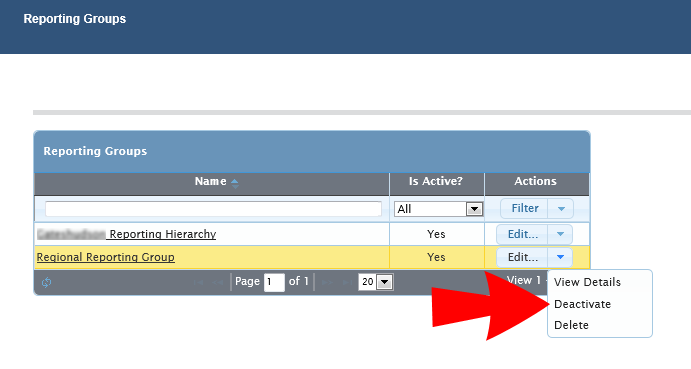 Reporting Groups
Reporting Groups
Name Is Active? Actions
All Filter
Reporting Hierarchy Yes Edit...
Regional Reporting Group Yes Edit...
Page 1 of 1 20 View 1
View Details
Deactivate
Delete